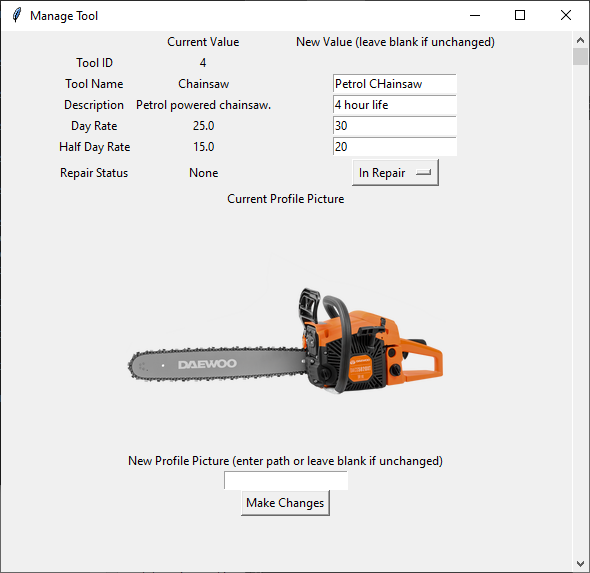 Manage Tool
Current Value New Value (leave blank if unchanged)
Tool ID 4
Tool Name Chainsaw Petrol CHainsaw
Description Petrol powered chainsaw. 4 hour life
Day Rate 25.0 30
Half Day Rate 15.0 20
Repair Status None In Repair
Current Profile Picture
DAEWOO
New Profile Picture (enter path or leave blank if unchanged)
Make Changes